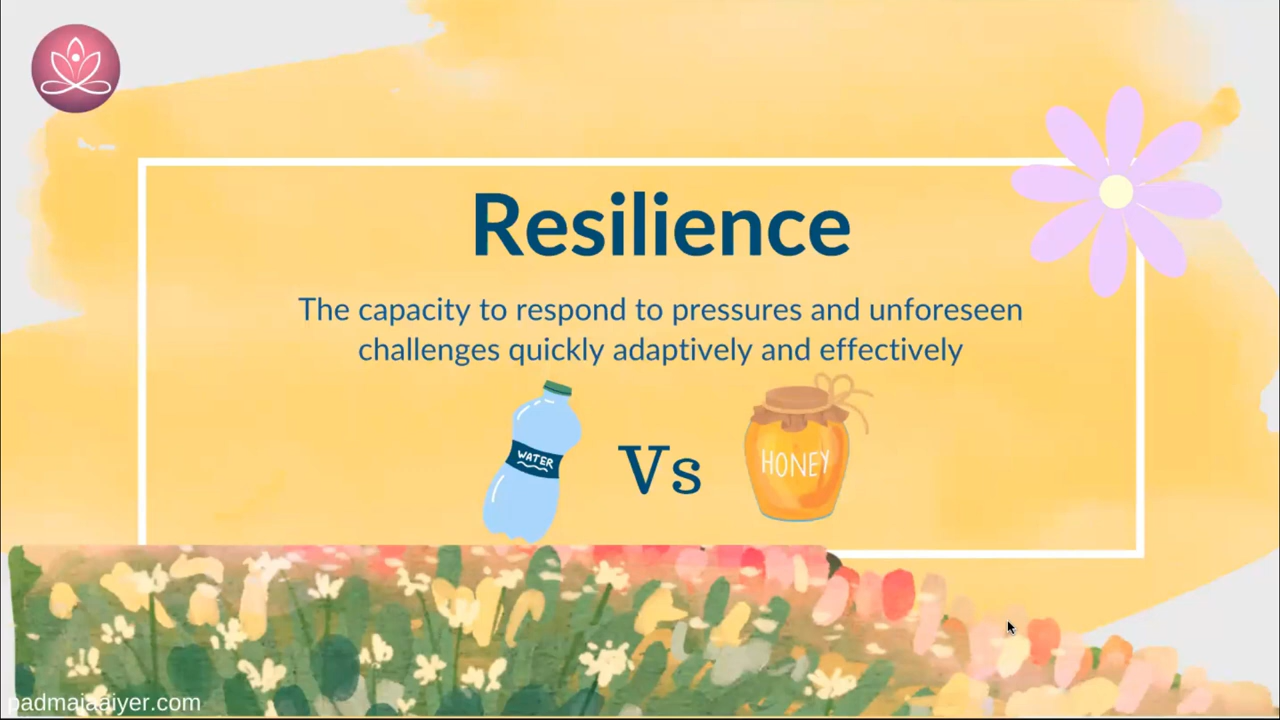 Resilience
The capacity to respond to pressures and unforeseen
challenges quickly adaptively and effectively
WATER
Vs
HONEY
padmajaaiyer.com